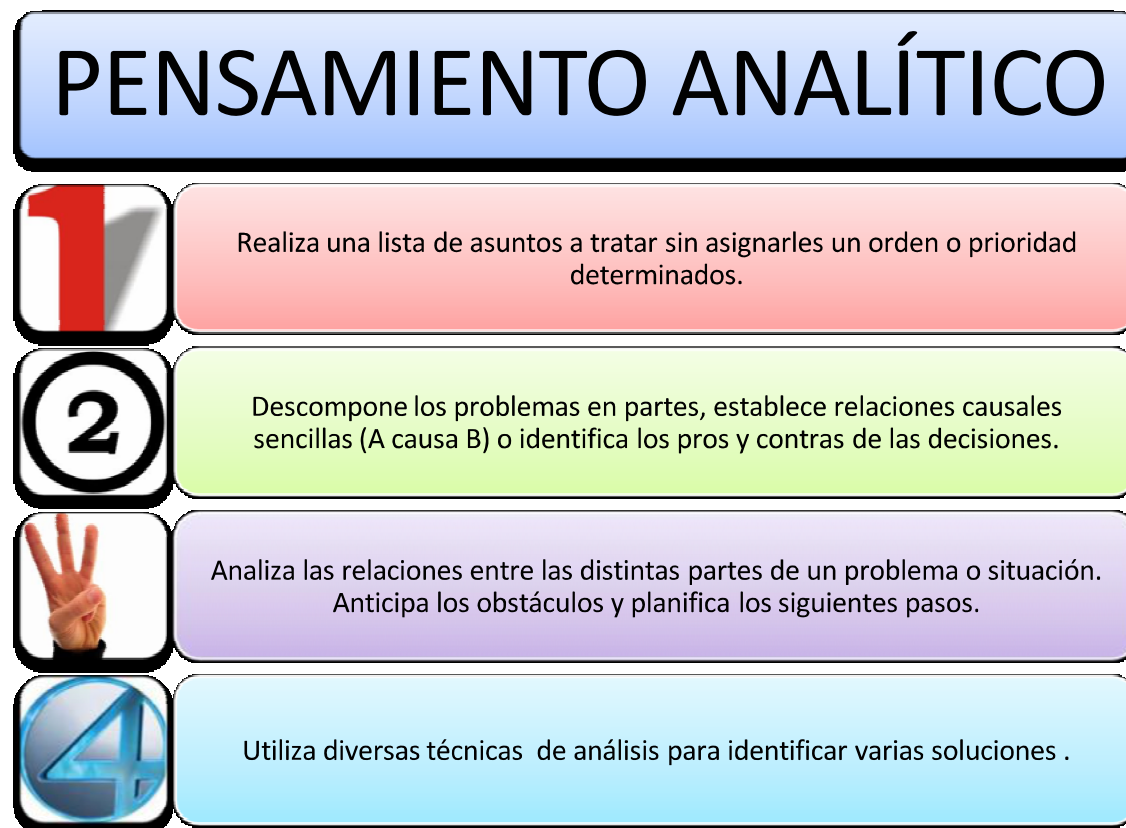 PENSAMIENTO ANALÍTICO
1
Realiza una lista de asuntos a tratar sin asignarles un orden o prioridad
determinados.
2
Descompone los problemas en partes, establece relaciones causales
sencillas (A causa B) o identifica los pros y contras de las decisiones.
Analiza las relaciones entre las distintas partes de un problema o situación.
Anticipa los obstáculos y planifica los siguientes pasos.
4
Utiliza diversas técnicas  de análisis para identificar varias soluciones .